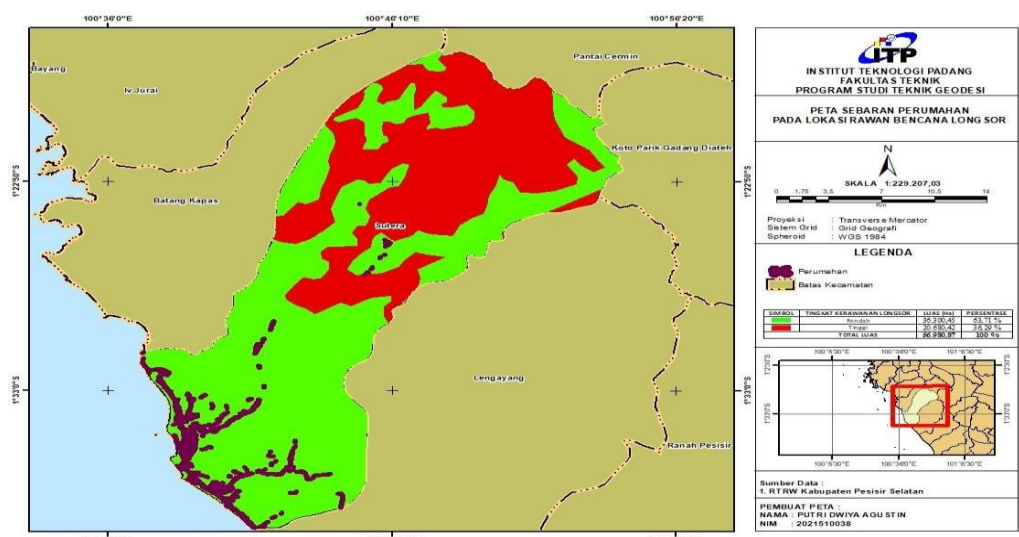 100°36'0"E 100°46'10"E 100°56'20"E
Bayang
Iv Jurai
Pantai Cermin
Koto Parik Gadang Diateh
Batang Kapas
Sutera
Lengayang
Ranah Pesisir
1°22'50"S
1°33'0"S
1°22'50"S
1°33'0"S
ITP
INSTITUT TEKNOLOGI PADANG
FAKULTAS TEKNIK
PROGRAM STUDI TEKNIK GEODESI
PETA SEBARAN PERUMAHAN
PADA LOKASI RAWAN BENCANA LONGSOR
N
SKALA 1:229.207,03
0 1,75 3,5 7 10,5 14
Km
Proyeksi : Transverse Mercator
Sistem Grid : Grid Geografi
Spheroid : WGS 1984
LEGENDA
Perumahan
Batas Kecamatan
SIMBOL TINGKAT KERAWANAN LONGSOR LUAS (Ha) PERSENTASE
Rendah 36.300,45 63,71 %
Tinggi 20.680,42 36,29 %
TOTAL LUAS 56.980,87 100 %
100°5'30"E 100°36'0"E 101°6'30"E
1°2'30"S
1°33'0"S
1°2'30"S
1°33'0"S
100°5'30"E 100°36'0"E 101°6'30"E
Sumber Data :
1. RTRW Kabupaten Pesisir Selatan
PEMBUAT PETA :
NAMA : PUTRI DWIYA AGUSTIN
NIM : 2021510038